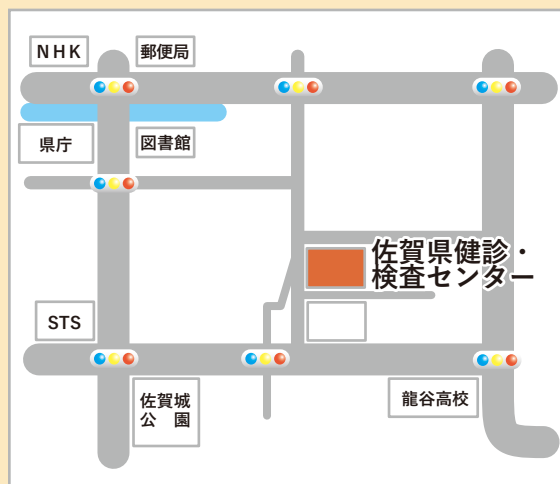 NHK
郵便局
県庁
図書館
佐賀県健診・
検査センター
STS
佐賀城
公　園
龍谷高校